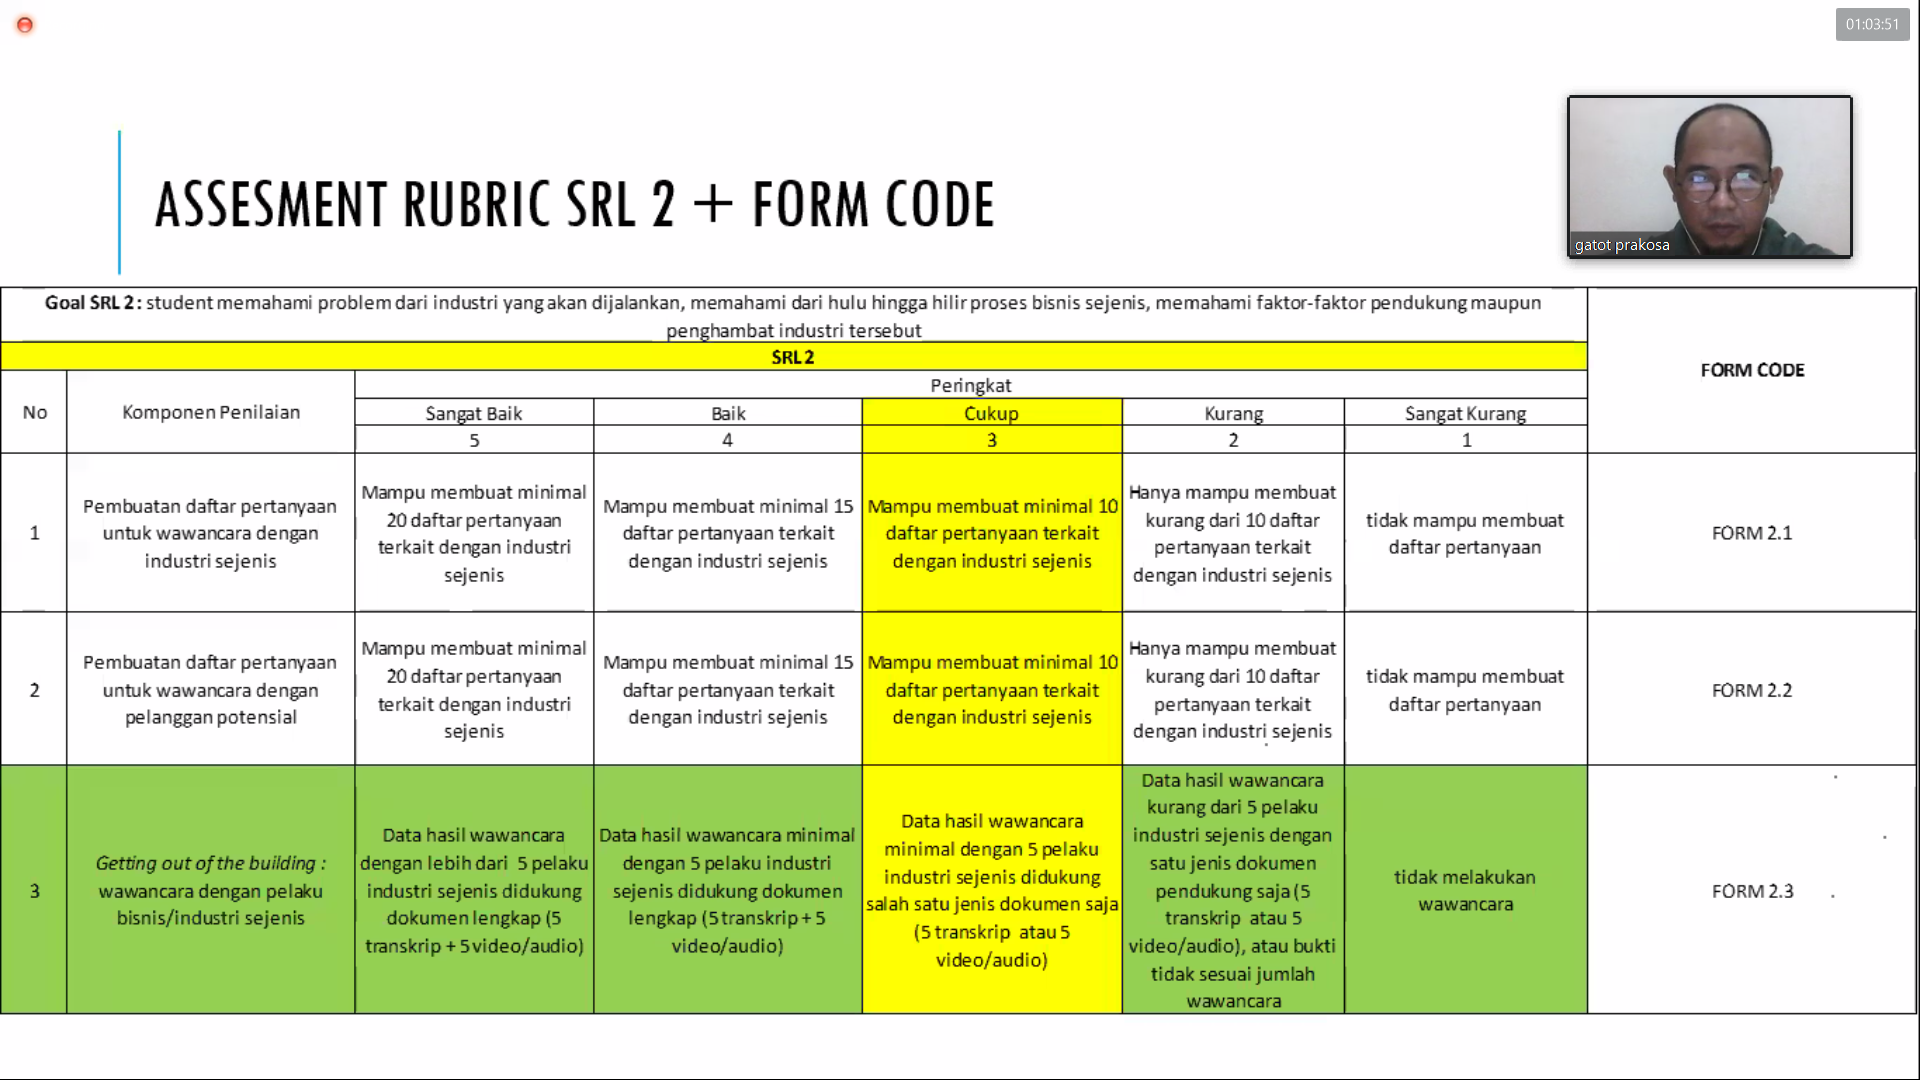 01:03:51
gatot prakosa
ASSESMENT RUBRIC SRL 2 + FORM CODE
Goal SRL 2 : student memahami problem dari industri yang akan dijalankan, memahami dari hulu hingga hilir proses bisnis sejenis, memahami faktor-faktor pendukung maupun
penghambat industri tersebut
FORM CODE
SRL 2
No
Komponen Penilaian
Peringkat
Sangat Baik
Baik
Cukup
Kurang
Sangat Kurang
5
4
3
2
1
1
Pembuatan daftar pertanyaan
untuk wawancara dengan
industri sejenis
Mampu membuat minimal
20 daftar pertanyaan
terkait dengan industri
sejenis
Mampu membuat minimal 15
daftar pertanyaan terkait
dengan industri sejenis
Mampu membuat minimal 10
daftar pertanyaan terkait
dengan industri sejenis
Hanya mampu membuat
kurang dari 10 daftar
pertanyaan terkait
dengan industri sejenis
tidak mampu membuat
daftar pertanyaan
FORM 2.1
2
Pembuatan daftar pertanyaan
untuk wawancara dengan
pelanggan potensial
Mampu membuat minimal
20 daftar pertanyaan
terkait dengan industri
sejenis
Mampu membuat minimal 15
daftar pertanyaan terkait
dengan industri sejenis
Mampu membuat minimal 10
daftar pertanyaan terkait
dengan industri sejenis
Hanya mampu membuat
kurang dari 10 daftar
pertanyaan terkait
dengan industri sejenis
tidak mampu membuat
daftar pertanyaan
FORM 2.2
3
Getting out of the building :
wawancara dengan pelaku
bisnis/industri sejenis
Data hasil wawancara
dengan lebih dari 5 pelaku
industri sejenis didukung
dokumen lengkap (5
transkrip + 5 video/audio)
Data hasil wawancara minimal
dengan 5 pelaku industri
sejenis didukung dokumen
lengkap (5 transkrip + 5
video/audio)
Data hasil wawancara
minimal dengan 5 pelaku
industri sejenis didukung
salah satu jenis dokumen saja
(5 transkrip atau 5
video/audio)
Data hasil wawancara
kurang dari 5 pelaku
industri sejenis dengan
satu jenis dokumen
pendukung saja (5
transkrip atau 5
video/audio), atau bukti
tidak sesuai jumlah
wawancara
tidak melakukan
wawancara
FORM 2.3